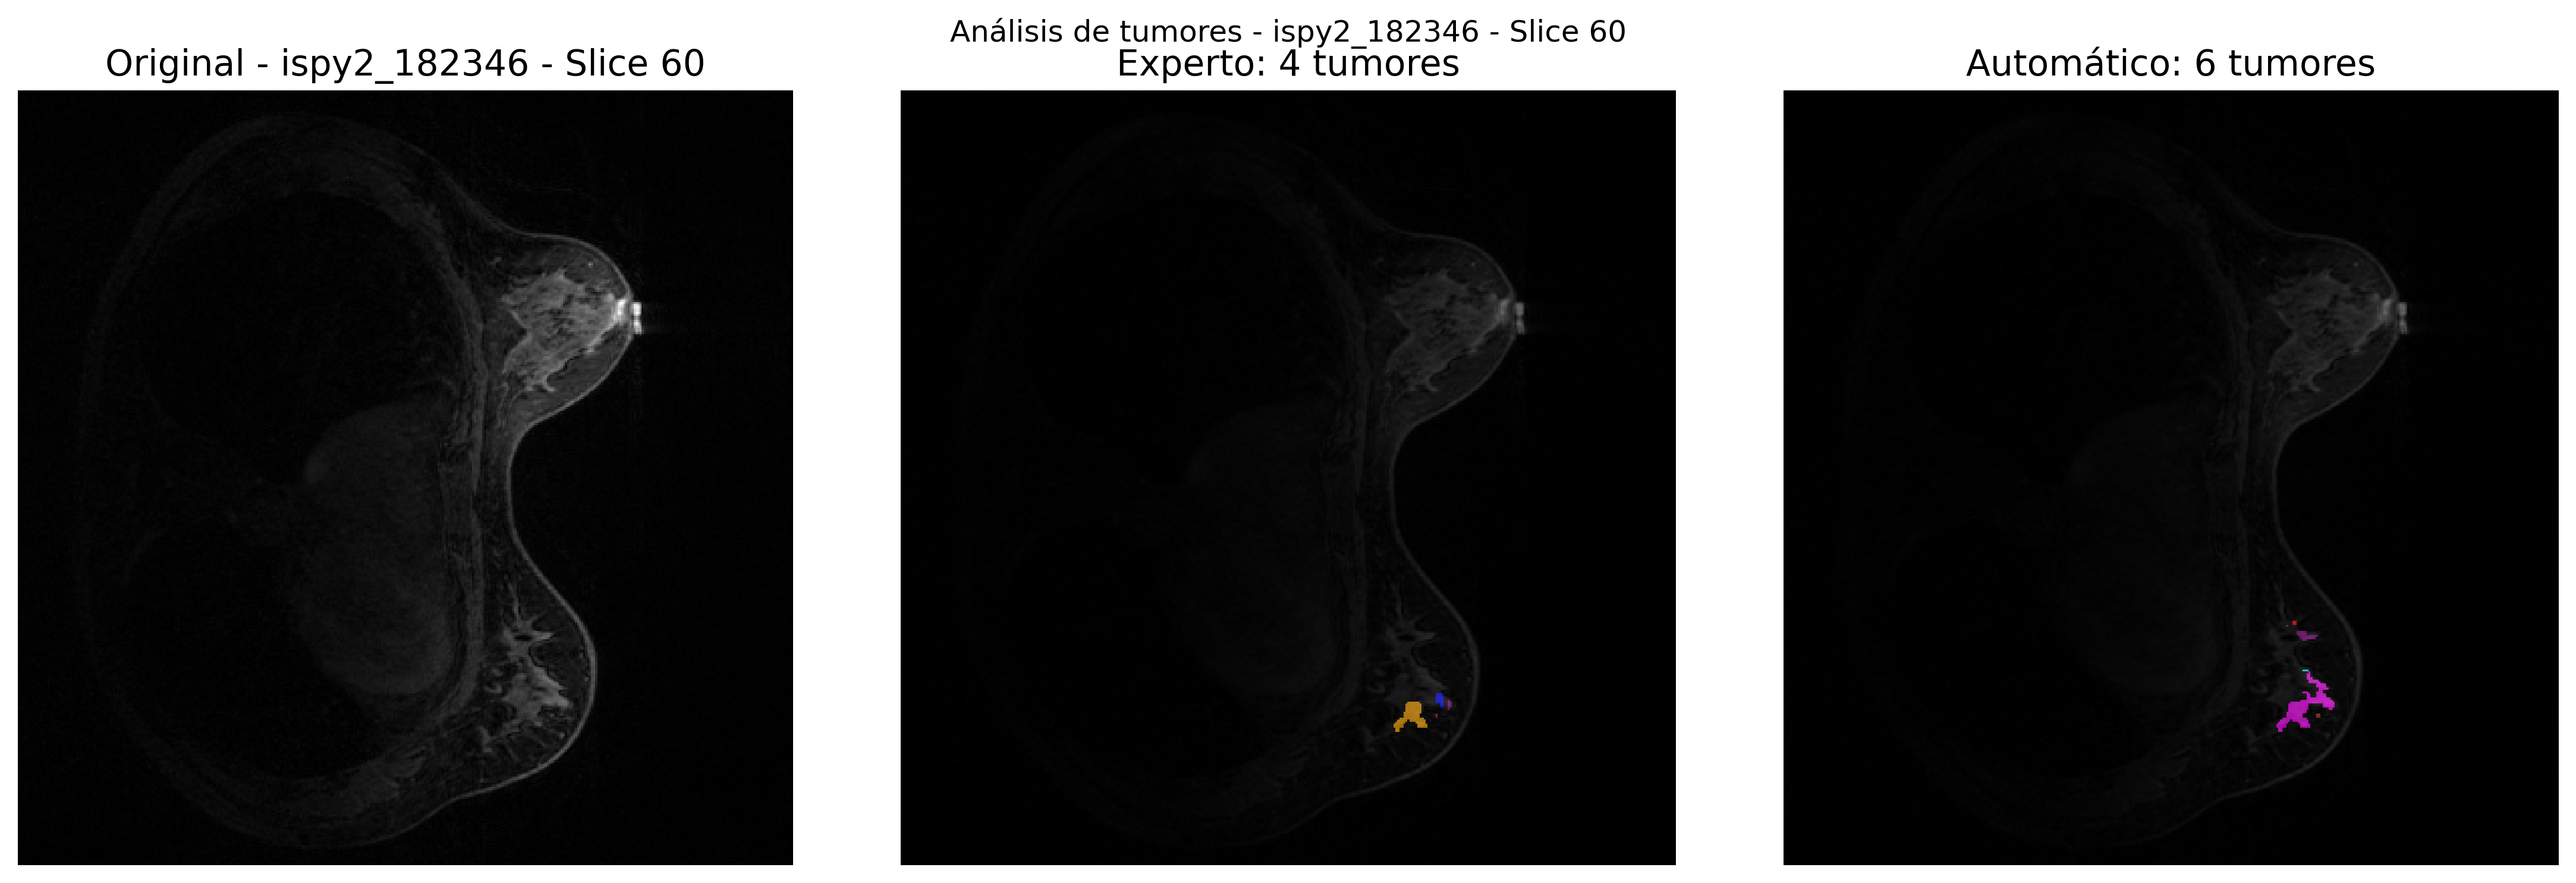 Análisis de tumores - ispy2_182346 - Slice 60
Original - ispy2_182346 - Slice 60
Experto: 4 tumores
Automático: 6 tumores